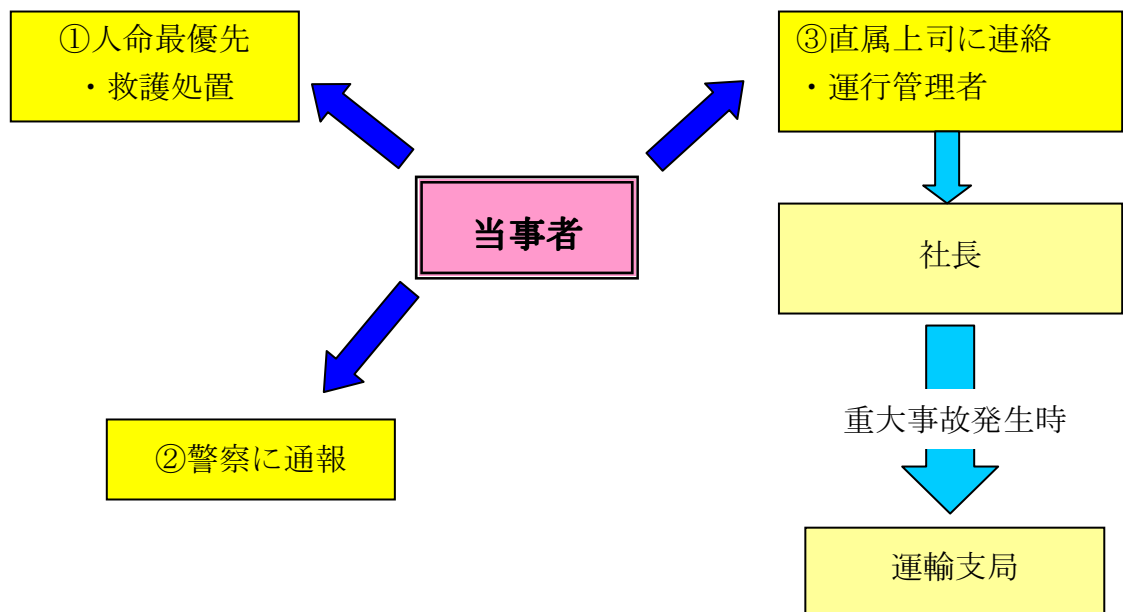 ①人命最優先
・救護処置
③直属上司に連絡
・運行管理者
当事者
社長
重大事故発生時
②警察に通報
運輸支局